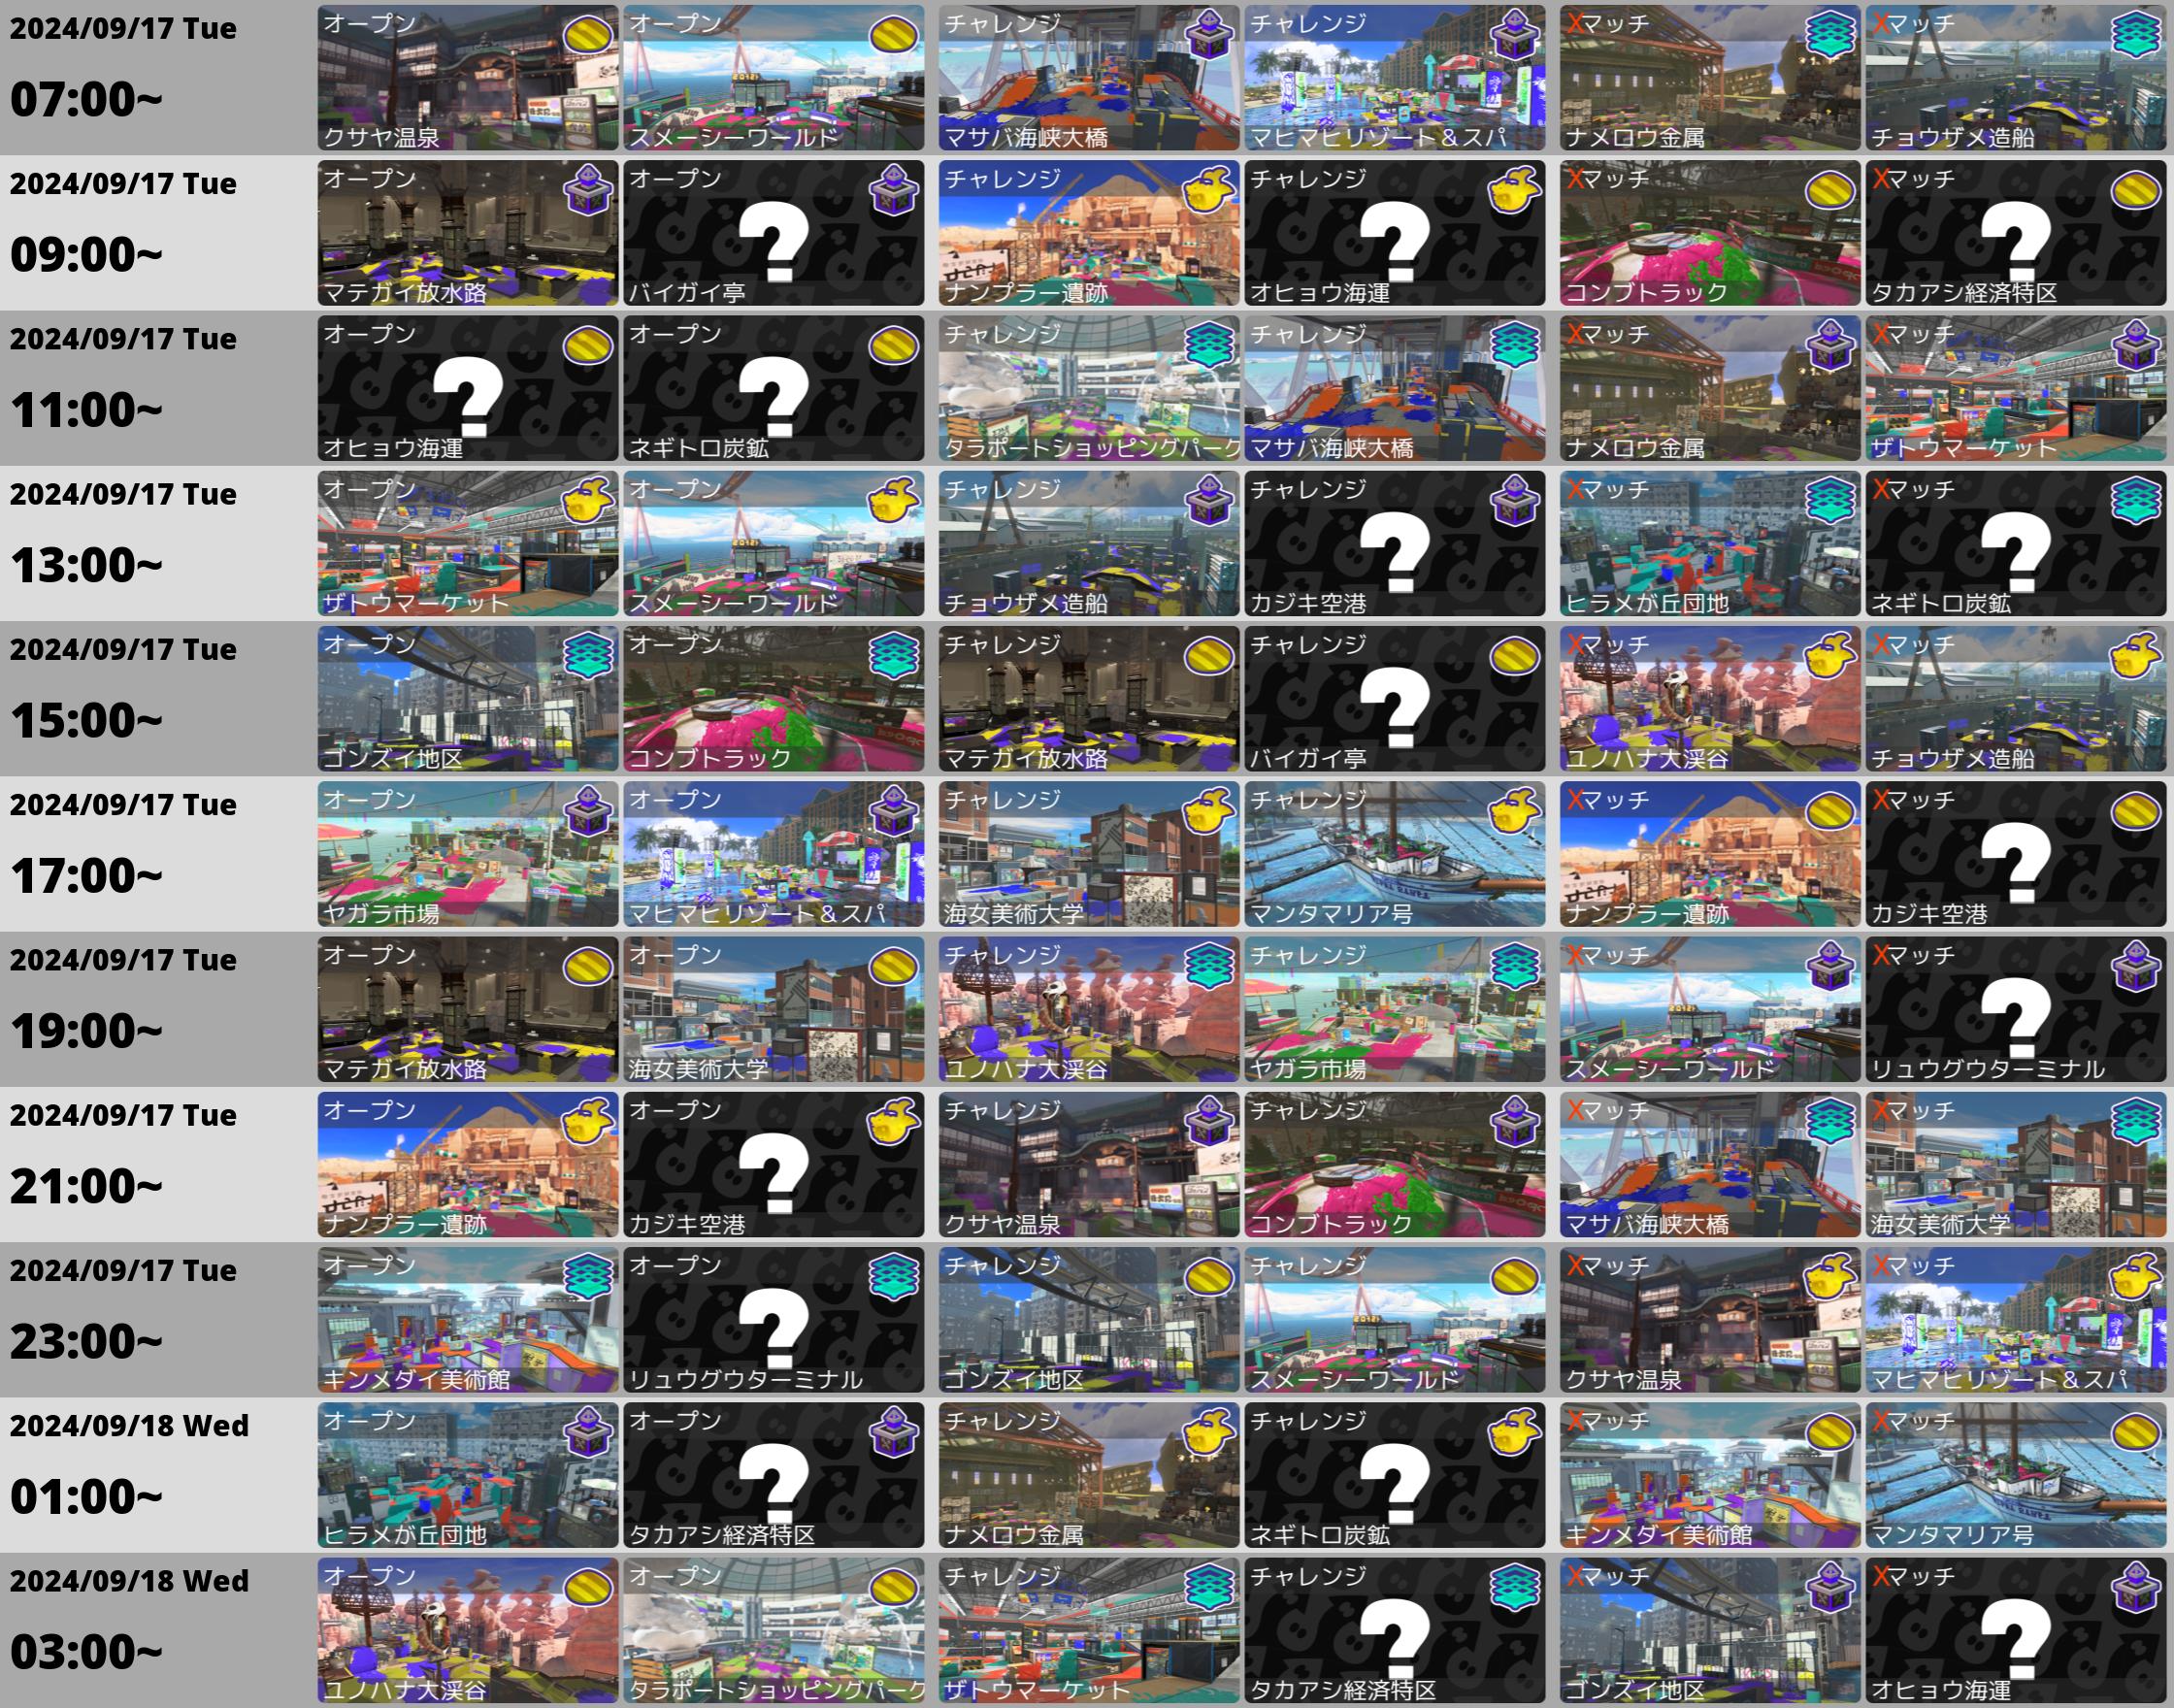 2024/09/17 Tue
07:00~
オープン
クサヤ温泉
オープン
スメーシーワールド
チャレンジ
マサバ海峡大橋
チャレンジ
マヒマヒリゾート＆スパ
Xマッチ
ナメロウ金属
Xマッチ
チョウザメ造船
2024/09/17 Tue
09:00~
オープン
マテガイ放水路
オープン
?
バイガイ亭
チャレンジ
ナンプラー遺跡
チャレンジ
?
オヒョウ海運
Xマッチ
コンブトラック
Xマッチ
?
タカアシ経済特区
2024/09/17 Tue
11:00~
オープン
?
オヒョウ海運
オープン
?
ネギトロ炭鉱
チャレンジ
タラポートショッピングパーク
チャレンジ
マサバ海峡大橋
Xマッチ
ナメロウ金属
Xマッチ
ザトウマーケット
2024/09/17 Tue
13:00~
オープン
ザトウマーケット
オープン
スメーシーワールド
チャレンジ
チョウザメ造船
チャレンジ
?
カジキ空港
Xマッチ
ヒラメが丘団地
Xマッチ
?
ネギトロ炭鉱
2024/09/17 Tue
15:00~
オープン
ゴンズイ地区
オープン
コンブトラック
チャレンジ
マテガイ放水路
チャレンジ
?
バイガイ亭
Xマッチ
ユノハナ大渓谷
Xマッチ
チョウザメ造船
2024/09/17 Tue
17:00~
オープン
ヤガラ市場
オープン
マヒマヒリゾート＆スパ
チャレンジ
海女美術大学
チャレンジ
マンタマリア号
Xマッチ
ナンプラー遺跡
Xマッチ
?
カジキ空港
2024/09/17 Tue
19:00~
オープン
マテガイ放水路
オープン
海女美術大学
チャレンジ
ユノハナ大渓谷
チャレンジ
ヤガラ市場
Xマッチ
スメーシーワールド
Xマッチ
?
リュウグウターミナル
2024/09/17 Tue
21:00~
オープン
ナンプラー遺跡
オープン
?
カジキ空港
チャレンジ
クサヤ温泉
チャレンジ
コンブトラック
Xマッチ
マサバ海峡大橋
Xマッチ
海女美術大学
2024/09/17 Tue
23:00~
オープン
キンメダイ美術館
オープン
?
リュウグウターミナル
チャレンジ
ゴンズイ地区
チャレンジ
スメーシーワールド
Xマッチ
クサヤ温泉
Xマッチ
マヒマヒリゾート＆スパ
2024/09/18 Wed
01:00~
オープン
ヒラメが丘団地
オープン
?
タカアシ経済特区
チャレンジ
ナメロウ金属
チャレンジ
?
ネギトロ炭鉱
Xマッチ
キンメダイ美術館
Xマッチ
マンタマリア号
2024/09/18 Wed
03:00~
オープン
ユノハナ大渓谷
オープン
タラポートショッピングパーク
チャレンジ
ザトウマーケット
チャレンジ
?
タカアシ経済特区
Xマッチ
ゴンズイ地区
Xマッチ
?
オヒョウ海運